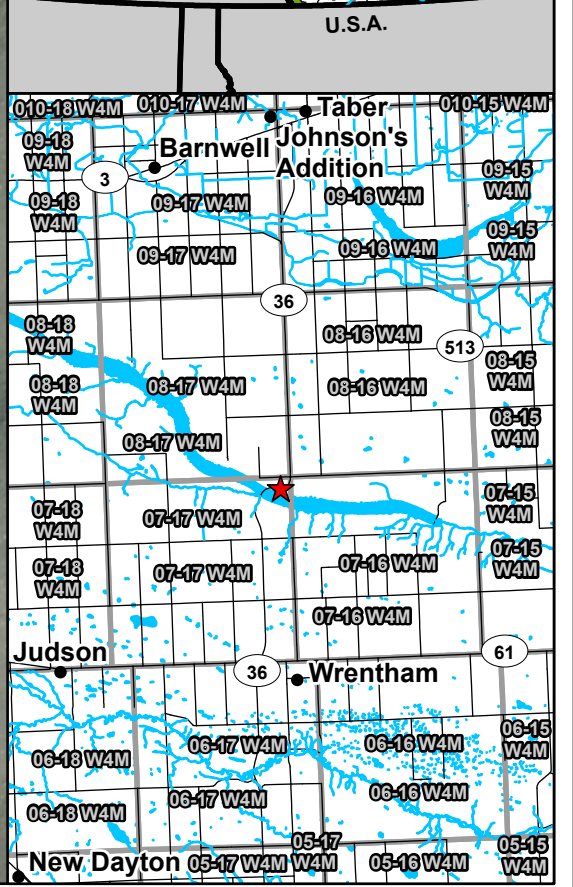 U.S.A.
010-18 W4M
010-17 W4M
Taber
010-15 W4M
09-18
W4M
Barnwell
Johnson's
Addition
3
09-15
W4M
09-18
W4M
09-17 W4M
09-16 W4M
09-17 W4M
09-16 W4M
09-15
W4M
36
08-18
W4M
08-16 W4M
513
08-18
W4M
08-17 W4M
08-16 W4M
08-15
W4M
08-17 W4M
08-15
W4M
07-18
W4M
07-17 W4M
07-15
W4M
07-18
W4M
07-17 W4M
07-16 W4M
07-15
W4M
07-16 W4M
Judson
36
Wrentham
61
06-18 W4M
06-17 W4M
06-16 W4M
06-15
W4M
06-18 W4M
06-17 W4M
06-16 W4M
New Dayton
05-17 W4M
05-17
W4M
05-16 W4M
05-15
W4M